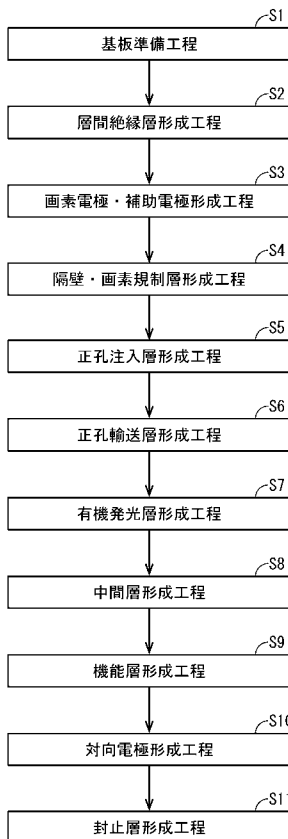 S1
基板準備工程
S2
層間絶縁層形成工程
S3
画素電極・補助電極形成工程
S4
隔壁・画素規制層形成工程
S5
正孔注入層形成工程
S6
正孔輸送層形成工程
S7
有機発光層形成工程
S8
中間層形成工程
S9
機能層形成工程
S10
対向電極形成工程
S11
封止層形成工程